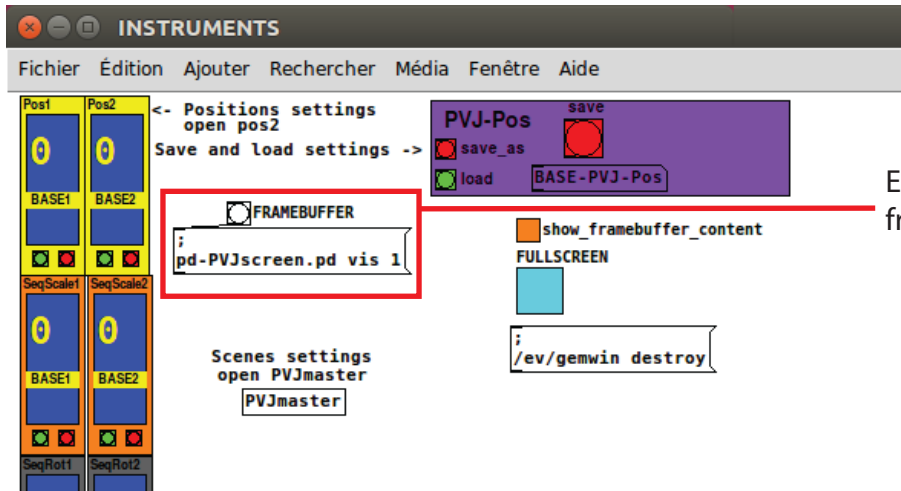 INSTRUMENTS
Fichier Édition Ajouter Rechercher Média Fenêtre Aide
Pos1 Pos2
<- Positions settings
open pos2
Save and load settings ->
0 0
BASE1 BASE2
PVJ-Pos
save
save_as
load
BASE-PVJ-Pos
FRAMEBUFFER
;
pd-PVJscreen.pd vis 1
E
fr
show_framebuffer_content
FULLSCREEN
;
/ev/gemwin destroy
SeqScale1 SeqScale2
0 0
BASE1 BASE2
Scenes settings
open PVJmaster
PVJmaster
SeqRot1 SeqRot2